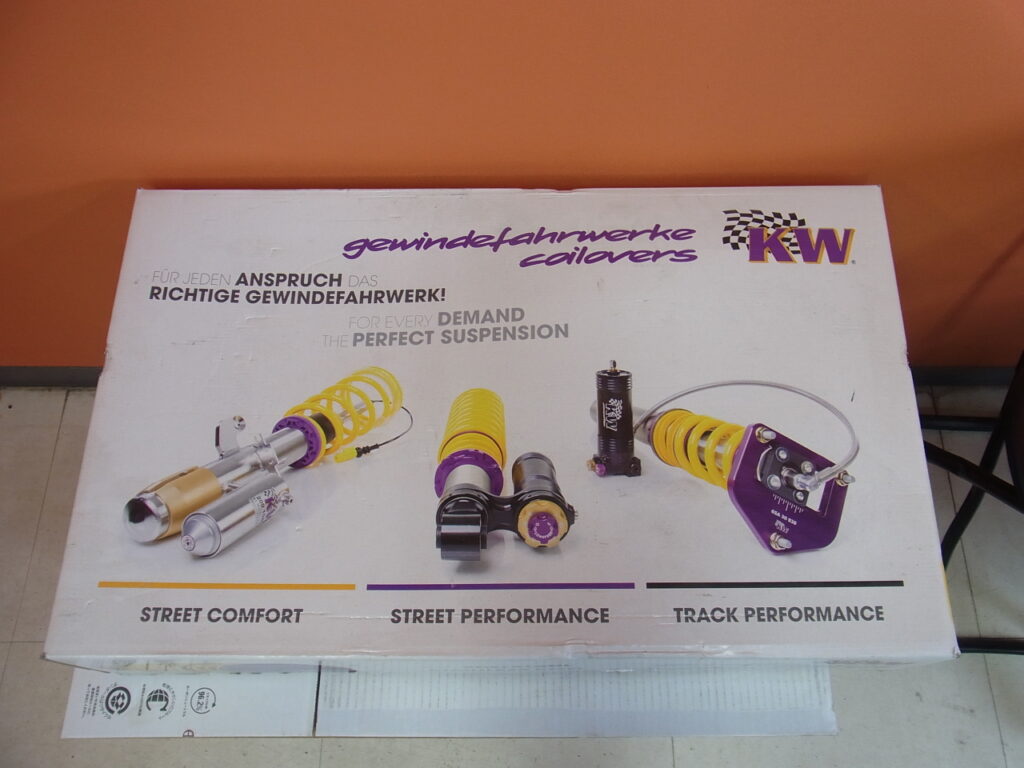 gewindefahrwerke
coilovers
KW
FÜR JEDEN ANSPRUCH DAS
RICHTIGE GEWINDEFAHRWERK!
FOR EVERY DEMAND
THE PERFECT SUSPENSION
STREET COMFORT
STREET PERFORMANCE
TRACK PERFORMANCE